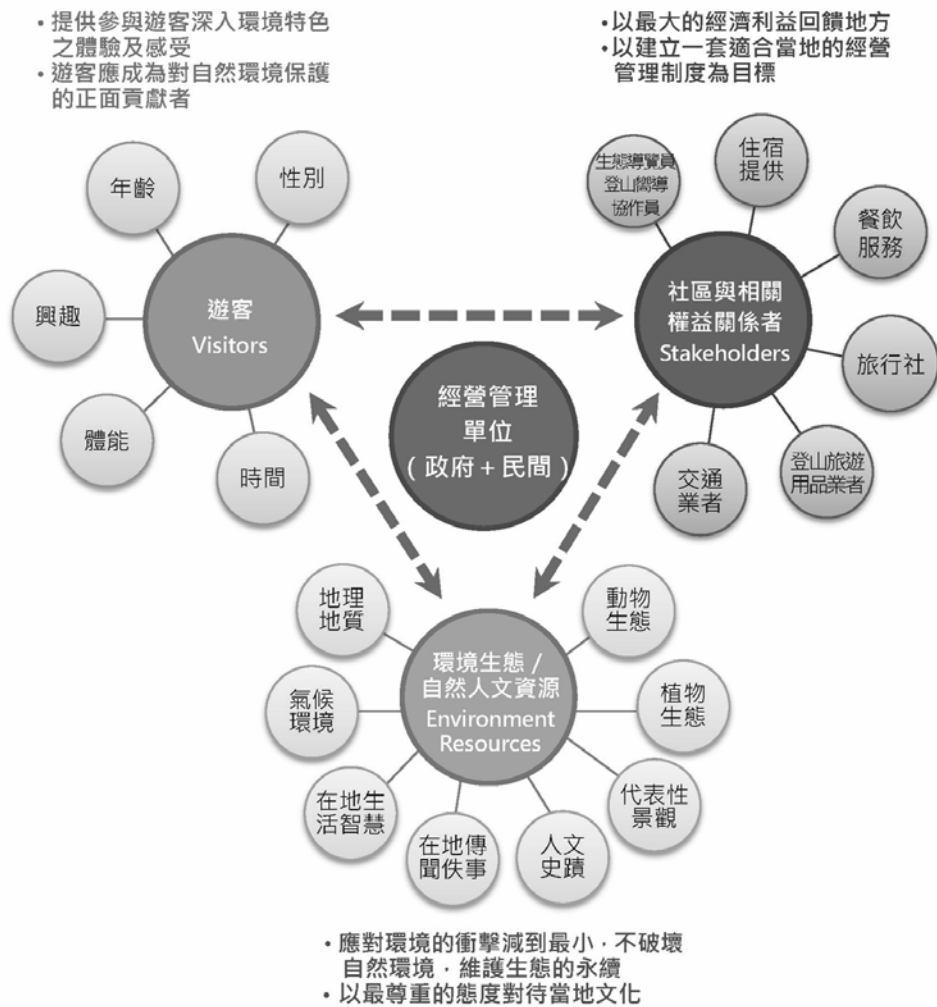 • 提供參與遊客深入環境特色
之體驗及感受
• 遊客應成為對自然環境保護
的正面貢獻者
•以最大的經濟利益回饋地方
•以建立一套適合當地的經營
管理制度為目標
年齡
性別
興趣
體能
時間
遊客
Visitors
生態導覽員
登山嚮導
協作員
住宿
提供
餐飲
服務
旅行社
登山旅遊
用品業者
交通
業者
社區與相關
權益關係者
Stakeholders
經營管理
單位
(政府+民間)
地理
地質
氣候
環境
在地生
活智慧
在地傳
聞佚事
人文
史蹟
代表性
景觀
植物
生態
動物
生態
環境生態/
自然人文資源
Environment
Resources
• 應對環境的衝擊減到最小,不破壞
自然環境,維護生態的永續
• 以最尊重的態度對待當地文化